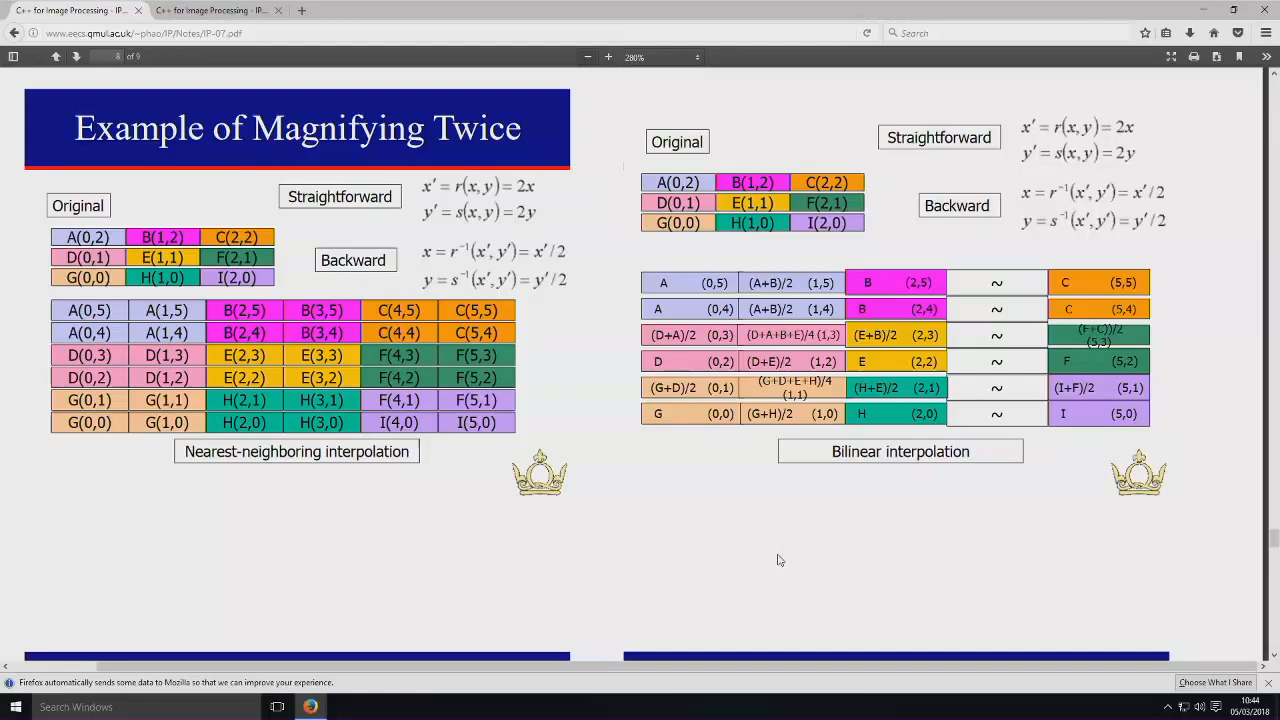 C++ for Image Processing - IP...
C++ for Image Processing - IP...
www.eecs.qmul.ac.uk/~phao/IP/Notes/IP-07.pdf
Search
8 of 9
280%
Example of Magnifying Twice
Original
Straightforward
x′ = r(x, y) = 2x
y′ = s(x, y) = 2y
Backward
x = r⁻¹(x′, y′) = x′/2
y = s⁻¹(x′, y′) = y′/2
A(0,2) B(1,2) C(2,2)
D(0,1) E(1,1) F(2,1)
G(0,0) H(1,0) I(2,0)
A(0,5) A(1,5) B(2,5) B(3,5) C(4,5) C(5,5)
A(0,4) A(1,4) B(2,4) B(3,4) C(4,4) C(5,4)
D(0,3) D(1,3) E(2,3) E(3,3) F(4,3) F(5,3)
D(0,2) D(1,2) E(2,2) E(3,2) F(4,2) F(5,2)
G(0,1) G(1,1) H(2,1) H(3,1) F(4,1) F(5,1)
G(0,0) G(1,0) H(2,0) H(3,0) I(4,0) I(5,0)
Nearest-neighboring interpolation
Original
Straightforward
x′ = r(x, y) = 2x
y′ = s(x, y) = 2y
Backward
x = r⁻¹(x′, y′) = x′/2
y = s⁻¹(x′, y′) = y′/2
A(0,2) B(1,2) C(2,2)
D(0,1) E(1,1) F(2,1)
G(0,0) H(1,0) I(2,0)
A (0,5) (A+B)/2 (1,5) B (2,5) ~ C (5,5)
A (0,4) (A+B)/2 (1,4) B (2,4) ~ C (5,4)
(D+A)/2 (0,3) (D+A+B+E)/4 (1,3) (E+B)/2 (2,3) ~ (F+C))/2 (5,3)
D (0,2) (D+E)/2 (1,2) E (2,2) ~ F (5,2)
(G+D)/2 (0,1) (G+D+E+H)/4 (1,1) (H+E)/2 (2,1) ~ (I+F)/2 (5,1)
G (0,0) (G+H)/2 (1,0) H (2,0) ~ I (5,0)
Bilinear interpolation
Firefox automatically sends some data to Mozilla so that we can improve your experience.
Choose What I Share
Search Windows
10:44
05/03/2018